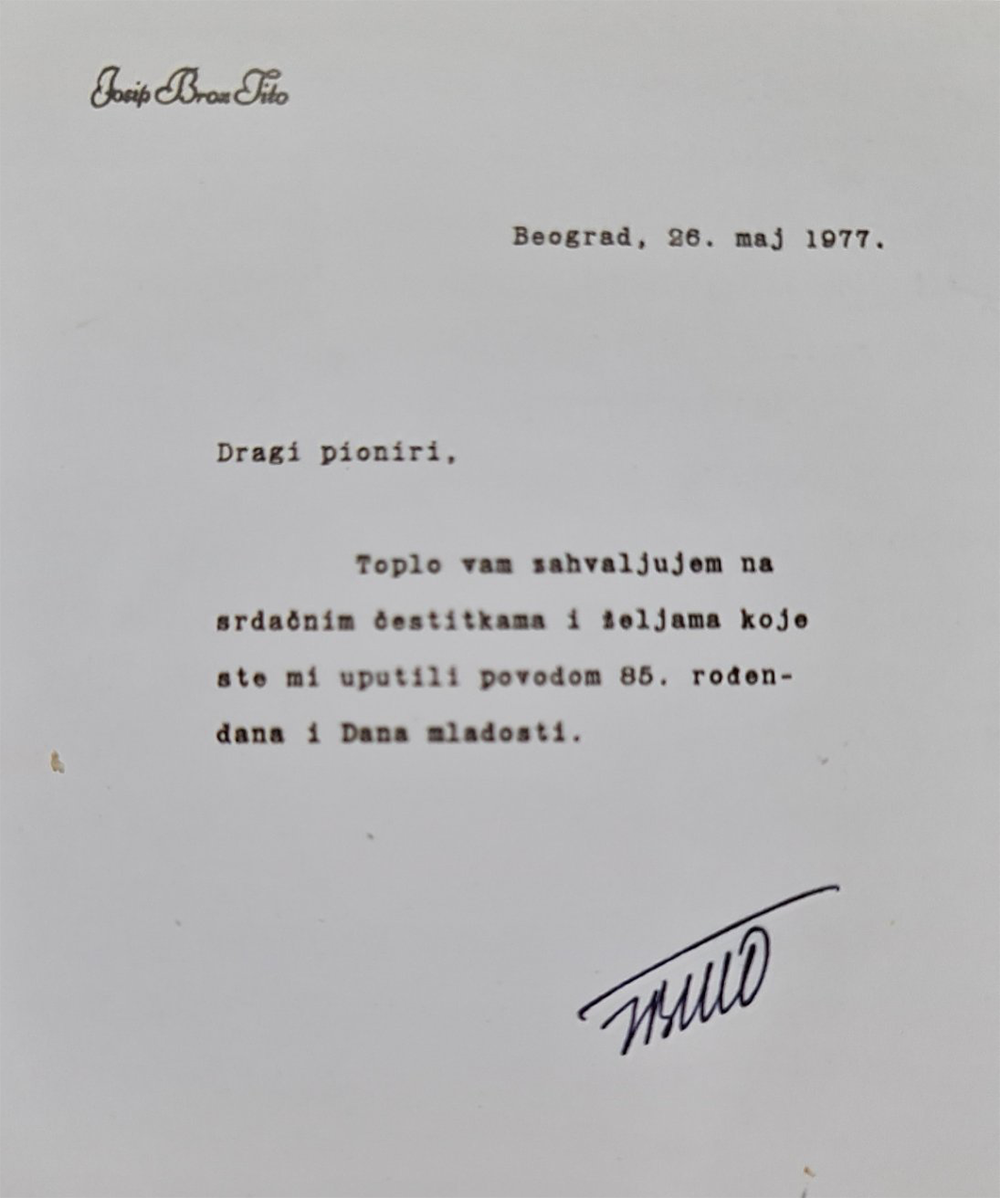 Josip Broz Tito
Beograd, 26. maj 1977.
Dragi pioniri,
Toplo vam zahvaljujem na
srdačnim čestitkama i željama koje
ste mi uputili povodom 85. rođen-
dana i Dana mladosti.